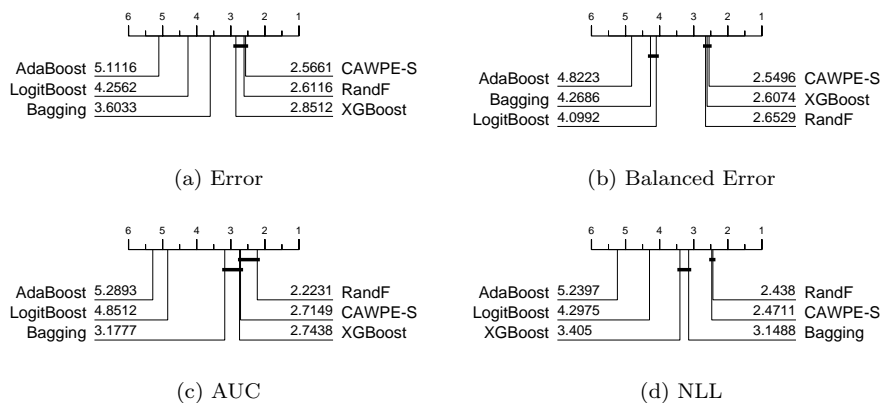 6 5 4 3 2 1
AdaBoost 5.1116 2.5661 CAWPE-S
LogitBoost 4.2562 2.6116 RandF
Bagging 3.6033 2.8512 XGBoost
(a) Error
6 5 4 3 2 1
AdaBoost 4.8223 2.5496 CAWPE-S
Bagging 4.2686 2.6074 XGBoost
LogitBoost 4.0992 2.6529 RandF
(b) Balanced Error
6 5 4 3 2 1
AdaBoost 5.2893 2.2231 RandF
LogitBoost 4.8512 2.7149 CAWPE-S
Bagging 3.1777 2.7438 XGBoost
(c) AUC
6 5 4 3 2 1
AdaBoost 5.2397 2.438 RandF
LogitBoost 4.2975 2.4711 CAWPE-S
XGBoost 3.405 3.1488 Bagging
(d) NLL